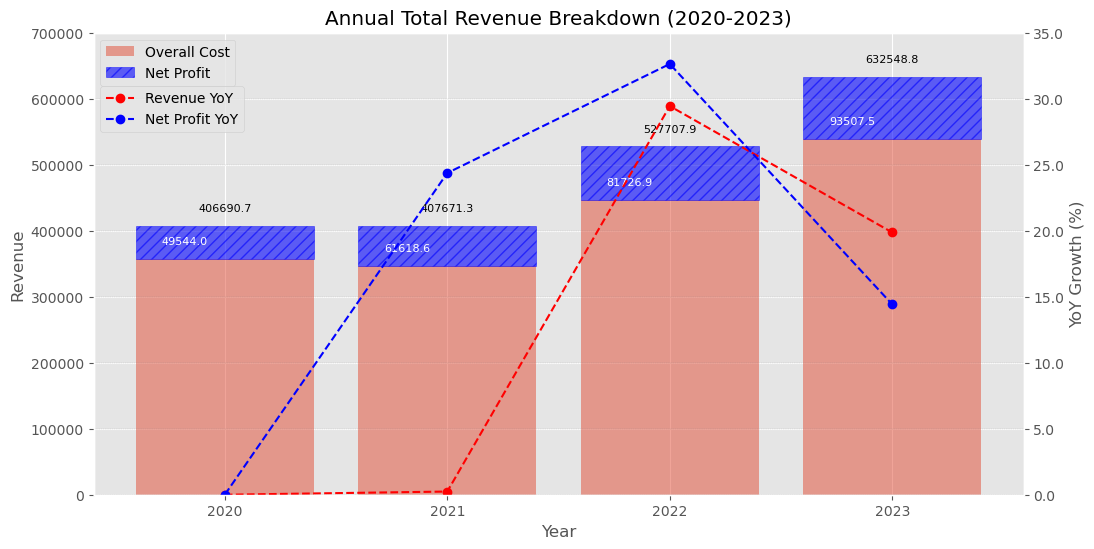 Annual Total Revenue Breakdown (2020-2023)
Overall Cost
Net Profit
Revenue YoY
Net Profit YoY
Revenue
700000
600000
500000
400000
300000
200000
100000
0
406690.7
49544.0
407671.3
61618.6
527707.9
81726.9
632548.8
93507.5
35.0
30.0
25.0
20.0
15.0
10.0
5.0
0.0
YoY Growth (%)
2020 2021 2022 2023
Year